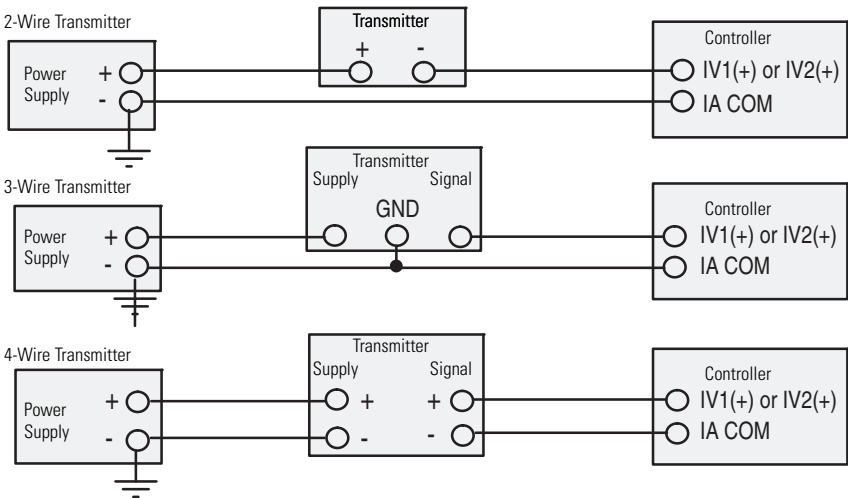 2-Wire Transmitter
Transmitter
+ -
Controller
Power Supply
+
-
IV1(+) or IV2(+)
IA COM
3-Wire Transmitter
Transmitter
Supply Signal
GND
Controller
Power Supply
+
-
IV1(+) or IV2(+)
IA COM
4-Wire Transmitter
Transmitter
Supply Signal
Controller
Power Supply
+
-
+ +
- -
IV1(+) or IV2(+)
IA COM